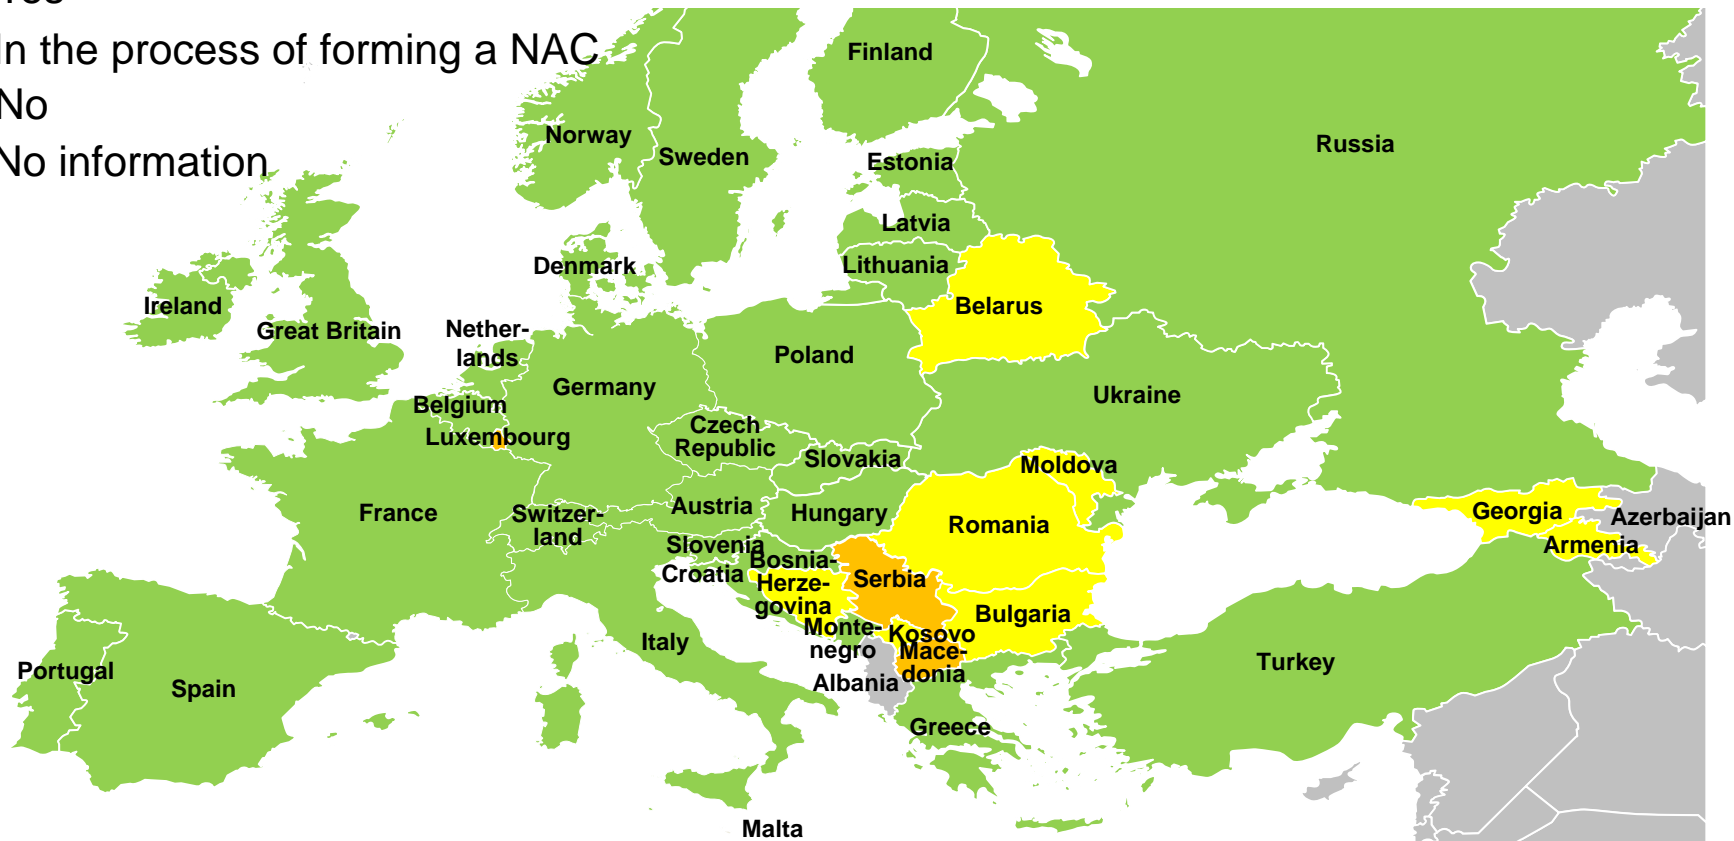 Yes
In the process of forming a NAC
No
No information
Finland
Norway
Sweden
Russia
Estonia
Latvia
Lithuania
Denmark
Ireland
Great Britain
Nether-
lands
Belarus
Poland
Germany
Ukraine
Belgium
Luxembourg
Czech
Republic
Slovakia
Moldova
France
Switzer-
land
Austria
Hungary
Romania
Georgia
Azerbaijan
Armenia
Slovenia
Croatia
Bosnia-
Herze-
govina
Serbia
Bulgaria
Monte-
negro
Kosovo
Mace-
donia
Albania
Italy
Portugal
Spain
Turkey
Greece
Malta